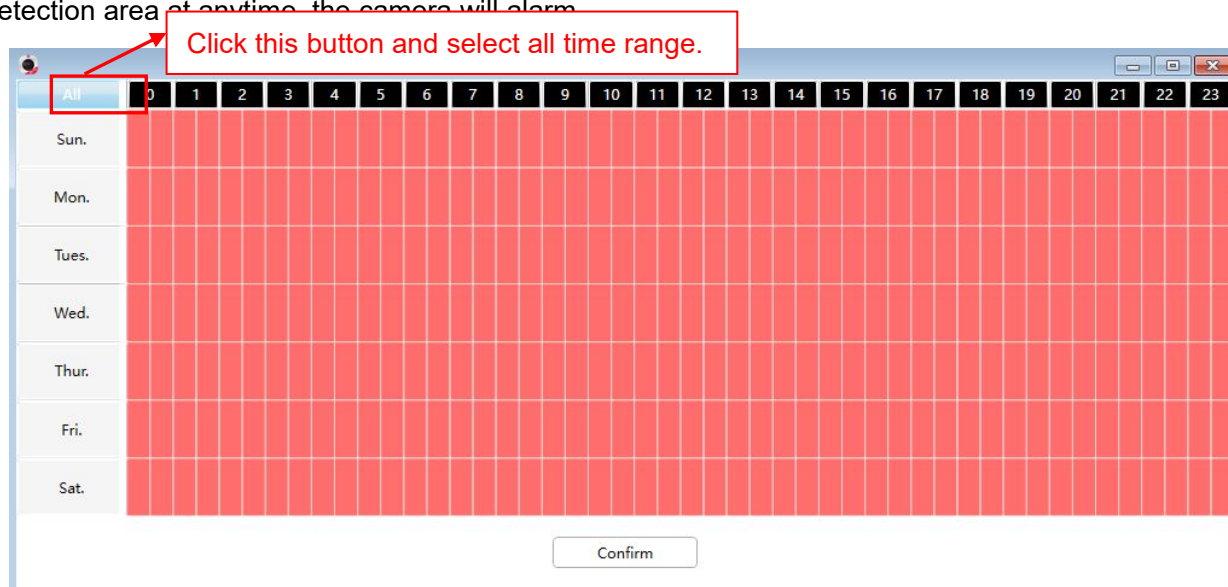 etection area at anytime, the camera will alarm
Click this button and select all time range.
All 0 1 2 3 4 5 6 7 8 9 10 11 12 13 14 15 16 17 18 19 20 21 22 23
Sun.
Mon.
Tues.
Wed.
Thur.
Fri.
Sat.
Confirm